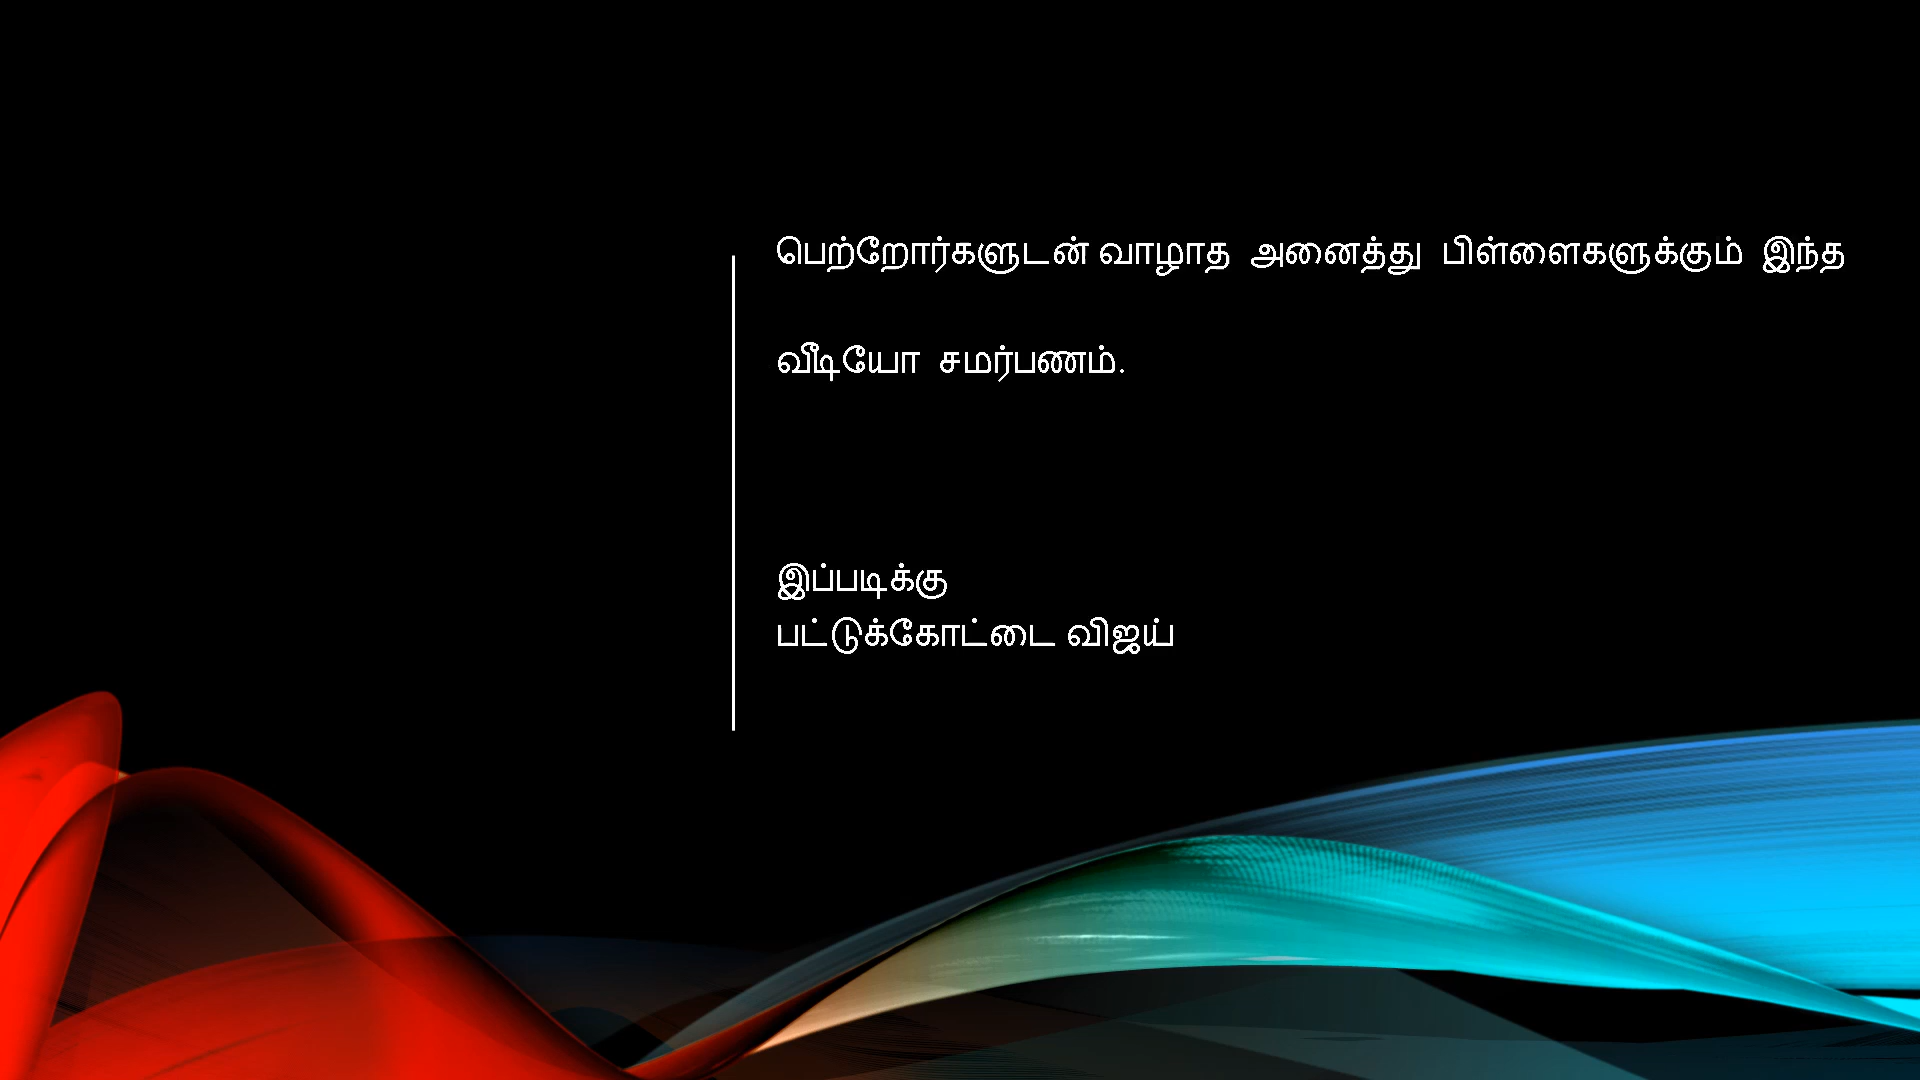 பெற்றோர்களுடன் வாழாத அனைத்து பிள்ளைகளுக்கும் இந்த
வீடியோ சமர்பணம்.
இப்படிக்கு
பட்டுக்கோட்டை விஜய்